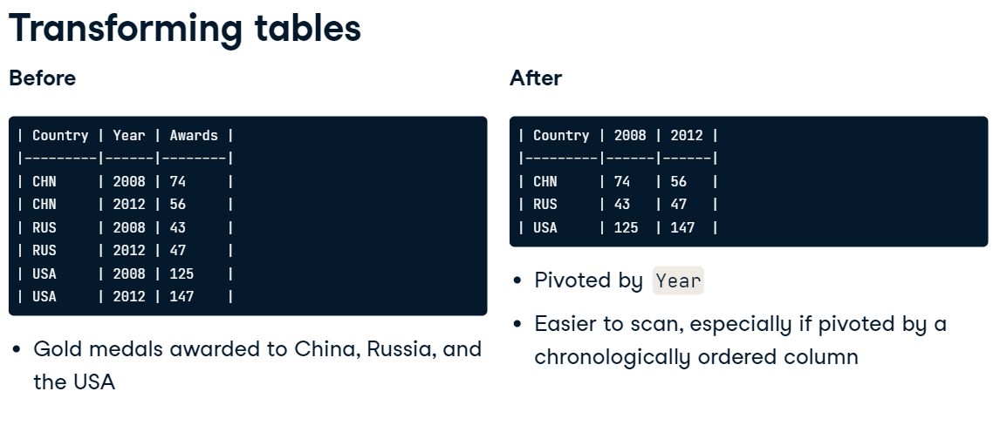 Transforming tables
Before
| Country | Year | Awards |
|---------|------|--------|
| CHN     | 2008 | 74     |
| CHN     | 2012 | 56     |
| RUS     | 2008 | 43     |
| RUS     | 2012 | 47     |
| USA     | 2008 | 125    |
| USA     | 2012 | 147    |
• Gold medals awarded to China, Russia, and
the USA
After
| Country | 2008 | 2012 |
|---------|------|------|
| CHN     | 74   | 56   |
| RUS     | 43   | 47   |
| USA     | 125  | 147  |
• Pivoted by Year
• Easier to scan, especially if pivoted by a
chronologically ordered column